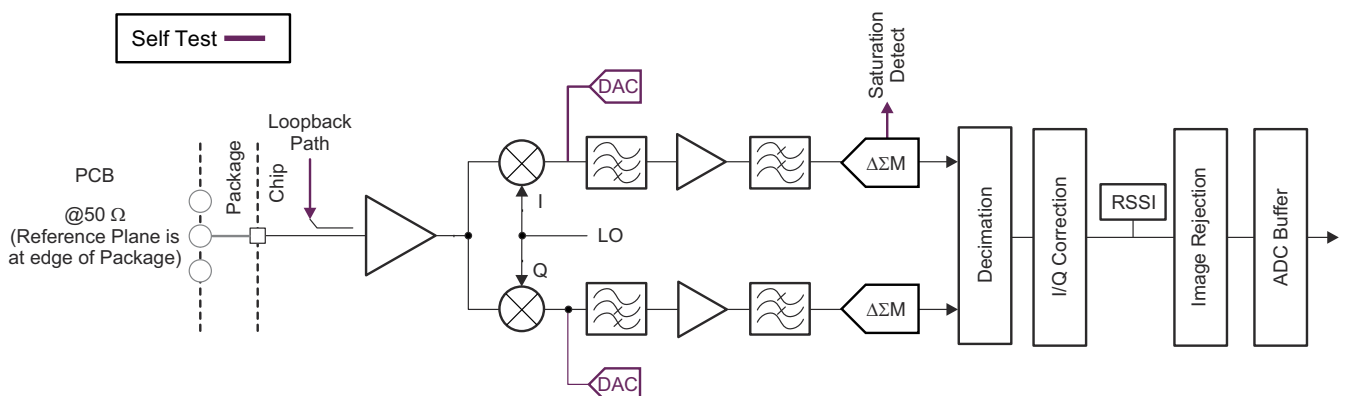 Self Test
PCB
@50 Ω
(Reference Plane is
at edge of Package)
Package
Chip
Loopback
Path
I
LO
Q
DAC
DAC
Saturation
Detect
ΔΣM
ΔΣM
Decimation
I/Q Correction
RSSI
Image Rejection
ADC Buffer